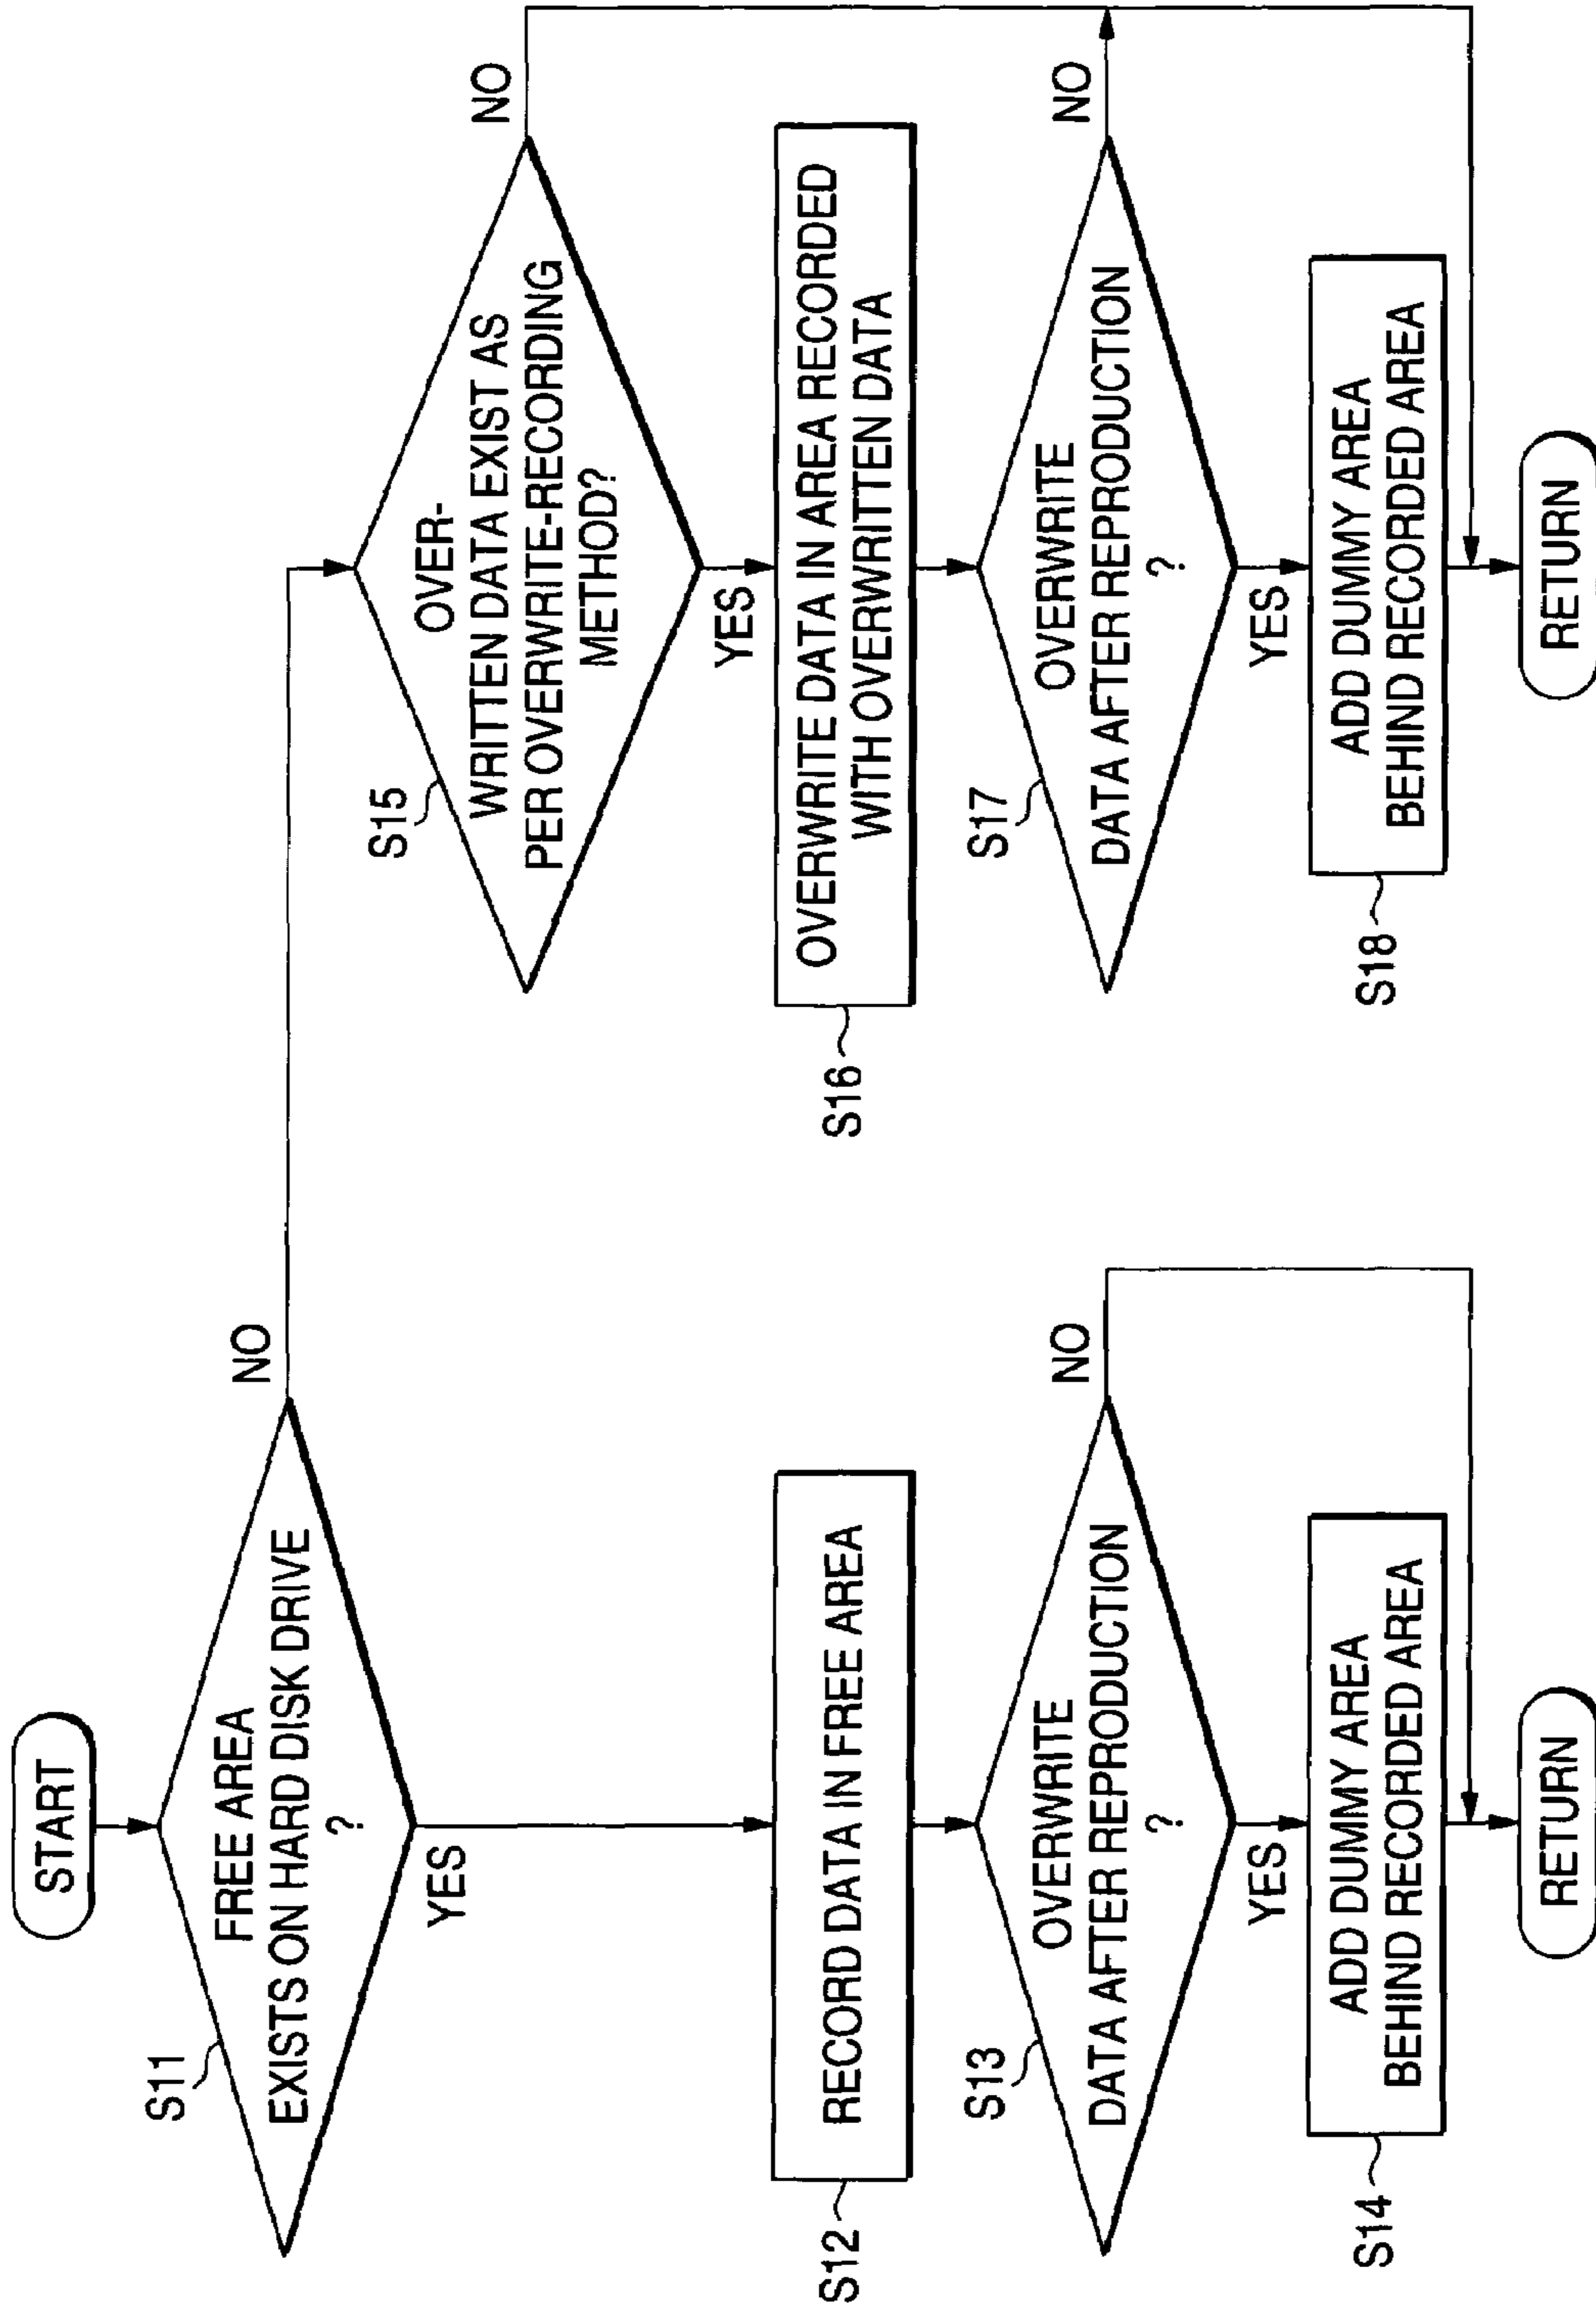 START
S11
FREE AREA
EXISTS ON HARD DISK DRIVE
?
NO
YES
S12
RECORD DATA IN FREE AREA
S13
OVERWRITE
DATA AFTER REPRODUCTION
?
NO
YES
S14
ADD DUMMY AREA
BEHIND RECORDED AREA
RETURN
S15
OVER-
WRITTEN DATA EXIST AS
PER OVERWRITE-RECORDING
METHOD?
NO
YES
S16
OVERWRITE DATA IN AREA RECORDED
WITH OVERWRITTEN DATA
S17
OVERWRITE
DATA AFTER REPRODUCTION
?
NO
YES
S18
ADD DUMMY AREA
BEHIND RECORDED AREA
RETURN